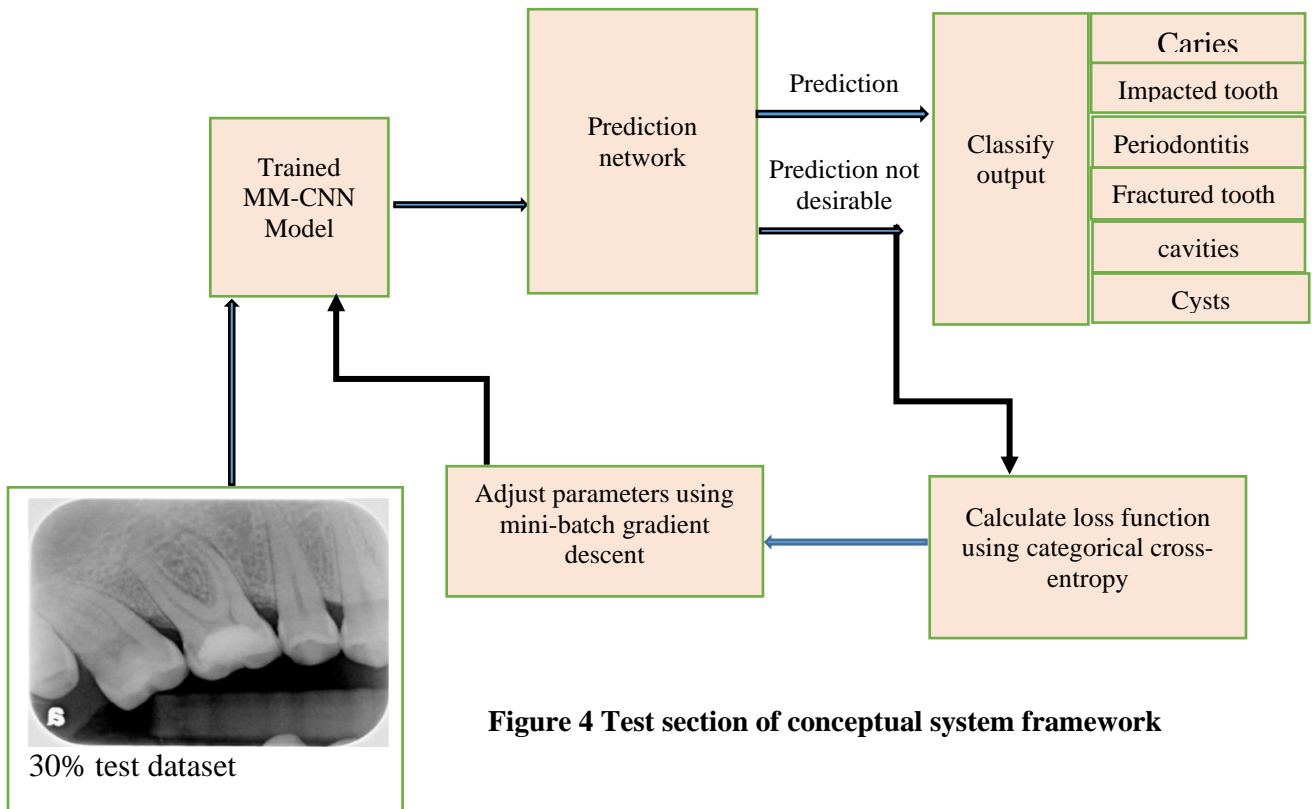 Trained
MM-CNN
Model
Prediction
network
Prediction
Prediction not
desirable
Classify
output
Caries
Impacted tooth
Periodontitis
Fractured tooth
cavities
Cysts
Adjust parameters using
mini-batch gradient
descent
Calculate loss function
using categorical cross-
entropy
30% test dataset
Figure 4 Test section of conceptual system framework